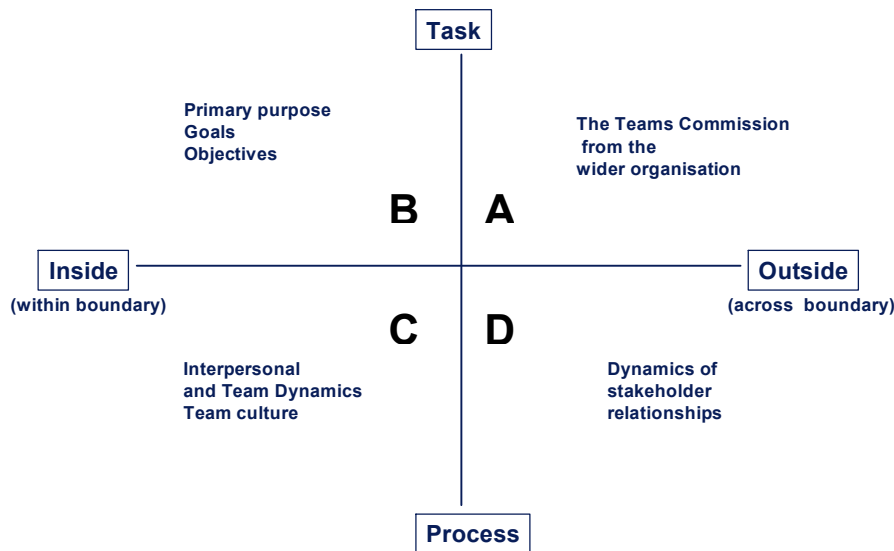 Task
Primary purpose
Goals
Objectives
The Teams Commission
from the
wider organisation
B
A
Inside
(within boundary)
Outside
(across boundary)
C
D
Interpersonal
and Team Dynamics
Team culture
Dynamics of
stakeholder
relationships
Process